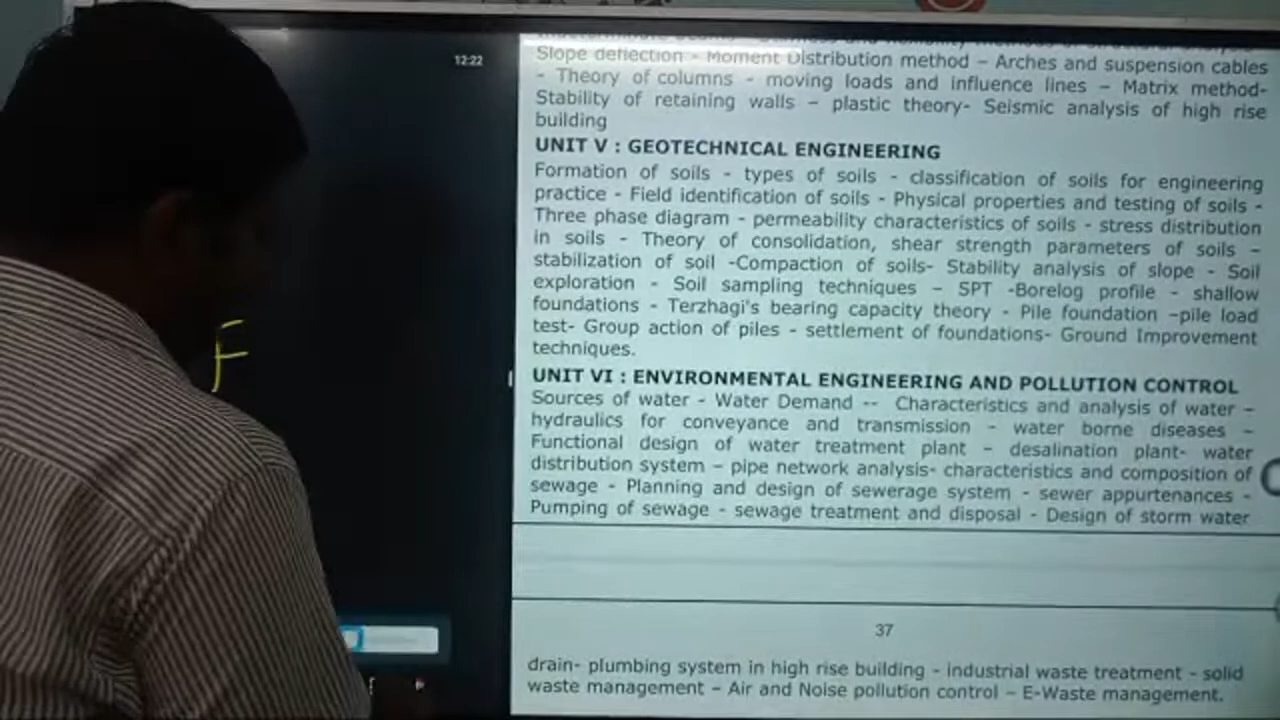 12:22
Slope deflection - Moment Distribution method – Arches and suspension cables
- Theory of columns - moving loads and influence lines – Matrix method-
Stability of retaining walls – plastic theory- Seismic analysis of high rise
building
UNIT V : GEOTECHNICAL ENGINEERING
Formation of soils - types of soils - classification of soils for engineering
practice - Field identification of soils - Physical properties and testing of soils -
Three phase diagram - permeability characteristics of soils - stress distribution
in soils - Theory of consolidation, shear strength parameters of soils –
stabilization of soil -Compaction of soils- Stability analysis of slope - Soil
exploration - Soil sampling techniques – SPT -Borelog profile - shallow
foundations - Terzhagi's bearing capacity theory - Pile foundation –pile load
test- Group action of piles - settlement of foundations- Ground Improvement
techniques.
F
UNIT VI : ENVIRONMENTAL ENGINEERING AND POLLUTION CONTROL
Sources of water - Water Demand -- Characteristics and analysis of water –
hydraulics for conveyance and transmission - water borne diseases –
Functional design of water treatment plant – desalination plant- water
distribution system – pipe network analysis- characteristics and composition of
sewage - Planning and design of sewerage system - sewer appurtenances -
Pumping of sewage - sewage treatment and disposal - Design of storm water
37
drain- plumbing system in high rise building - industrial waste treatment - solid
waste management – Air and Noise pollution control – E-Waste management.